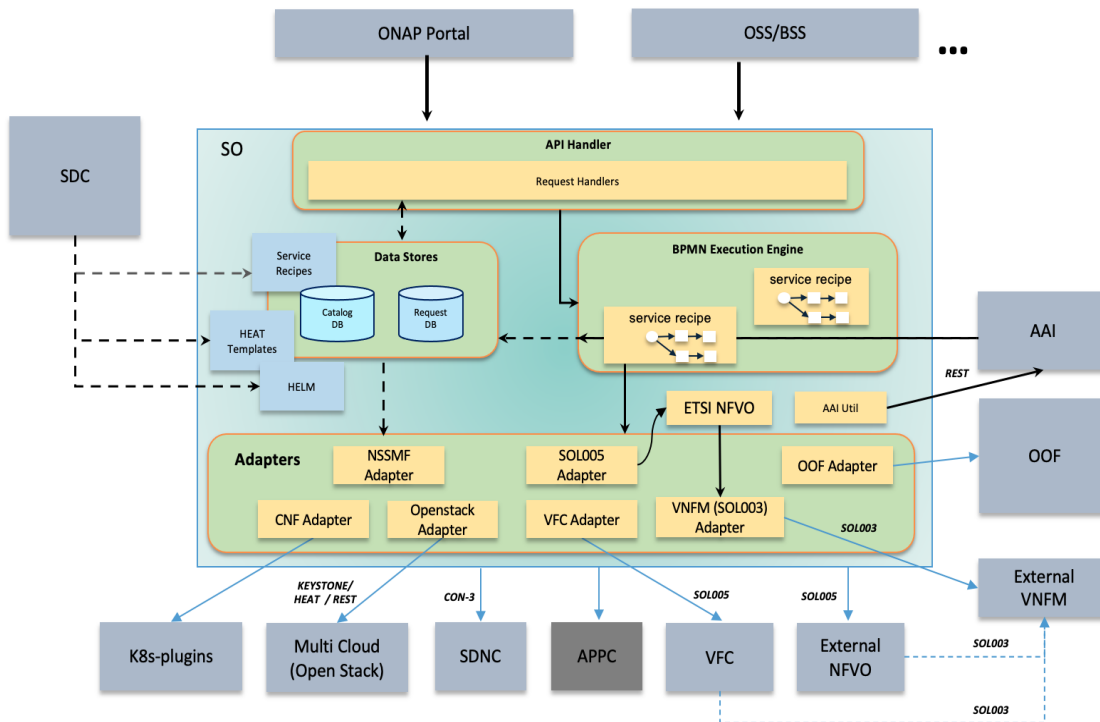 ONAP Portal
OSS/BSS
...
SDC
SO
API Handler
Request Handlers
Service
Recipes
Data Stores
Catalog
DB
Request
DB
HEAT
Templates
HELM
BPMN Execution Engine
service recipe
service recipe
AAI
REST
ETSI NFVO
AAI Util
OOF
Adapters
NSSMF
Adapter
SOL005
Adapter
OOF Adapter
CNF Adapter
Openstack
Adapter
VFC Adapter
VNFM (SOL003)
Adapter
SOL003
KEYSTONE/
HEAT / REST
CON-3
SOL005
SOL005
External
VNFM
K8s-plugins
Multi Cloud
(Open Stack)
SDNC
APPC
VFC
External
NFVO
SOL003
SOL003